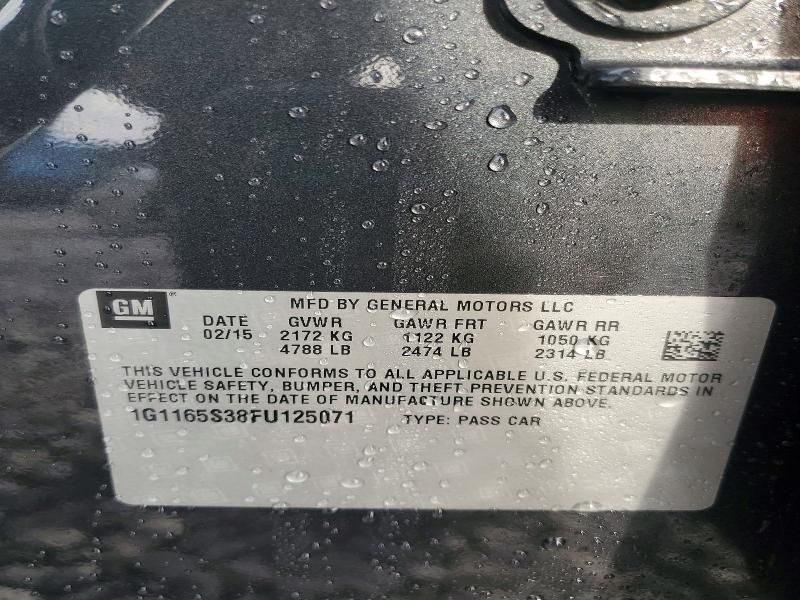 GM ®
MFD BY GENERAL MOTORS LLC
DATE GVWR GAWR FRT GAWR RR
02/15 2172 KG 1122 KG 1050 KG
4788 LB 2474 LB 2314 LB
THIS VEHICLE CONFORMS TO ALL APPLICABLE U.S. FEDERAL MOTOR
VEHICLE SAFETY, BUMPER, AND THEFT PREVENTION STANDARDS IN
EFFECT ON THE DATE OF MANUFACTURE SHOWN ABOVE.
1G1165S38FU125071 TYPE: PASS CAR